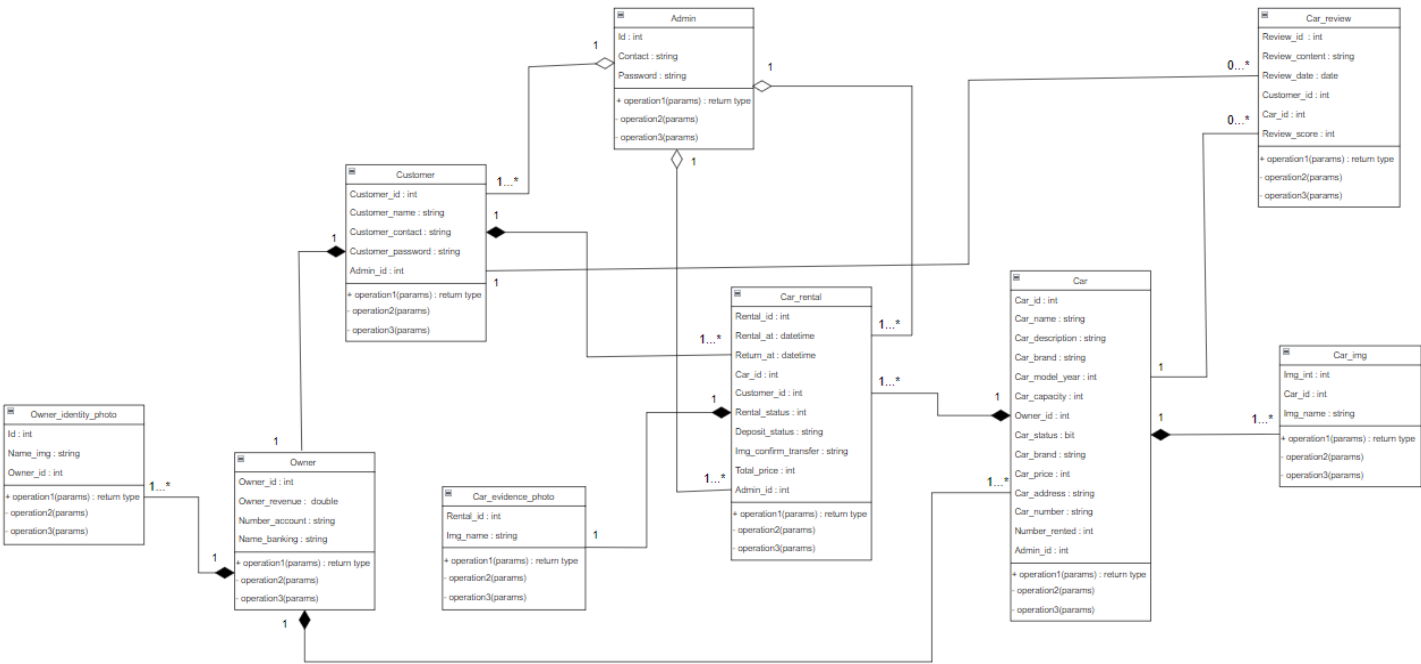 Admin
Id : int
Contact : string
Password : string
+ operation1(params) : return type
- operation2(params)
- operation3(params)
1
1
1
Car_review
Review_id : int
Review_content : string
Review_date : date
Customer_id : int
Car_id : int
Review_score : int
+ operation1(params) : return type
- operation2(params)
- operation3(params)
0...*
0...*
Customer
Customer_id : int
Customer_name : string
Customer_contact : string
Customer_password : string
Admin_id : int
+ operation1(params) : return type
- operation2(params)
- operation3(params)
1...*
1
1
1
Car_rental
Rental_id : int
Rental_at : datetime
Return_at : datetime
Car_id : int
Customer_id : int
Rental_status : int
Deposit_status : string
Img_confirm_transfer : string
Total_price : int
Admin_id : int
+ operation1(params) : return type
- operation2(params)
- operation3(params)
1...*
1...*
1...*
1
1...*
Car
Car_id : int
Car_name : string
Car_description : string
Car_brand : string
Car_model_year : int
Car_capacity : int
Owner_id : int
Car_status : bit
Car_brand : string
Car_price : int
Car_address : string
Car_number : string
Number_rented : int
Admin_id : int
+ operation1(params) : return type
- operation2(params)
- operation3(params)
1
1
1
1...*
Car_img
Img_int : int
Car_id : int
Img_name : string
+ operation1(params) : return type
- operation2(params)
- operation3(params)
1...*
Owner_identity_photo
Id : int
Name_img : string
Owner_id : int
+ operation1(params) : return type
- operation2(params)
- operation3(params)
1...*
Owner
Owner_id : int
Owner_revenue : double
Number_account : string
Name_banking : string
+ operation1(params) : return type
- operation2(params)
- operation3(params)
1
1
1
Car_evidence_photo
Rental_id : int
Img_name : string
+ operation1(params) : return type
- operation2(params)
- operation3(params)
1